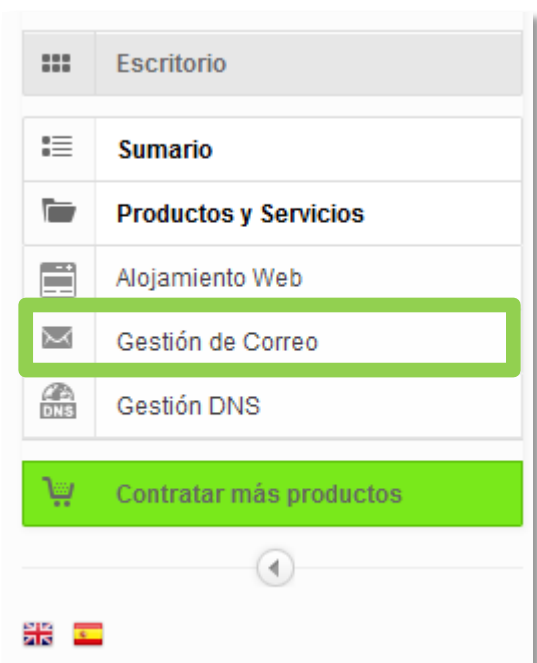 Escritorio
Sumario
Productos y Servicios
Alojamiento Web
Gestión de Correo
DNS Gestión DNS
Contratar más productos